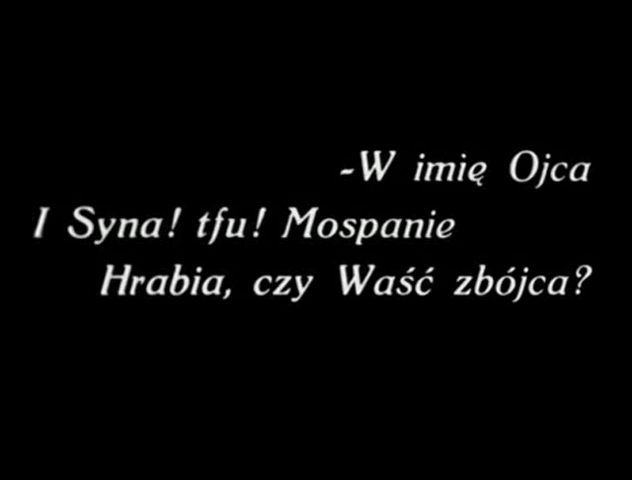 -W imię Ojca
I Syna! tfu! Mospanie
Hrabia, czy Waść zbójca?